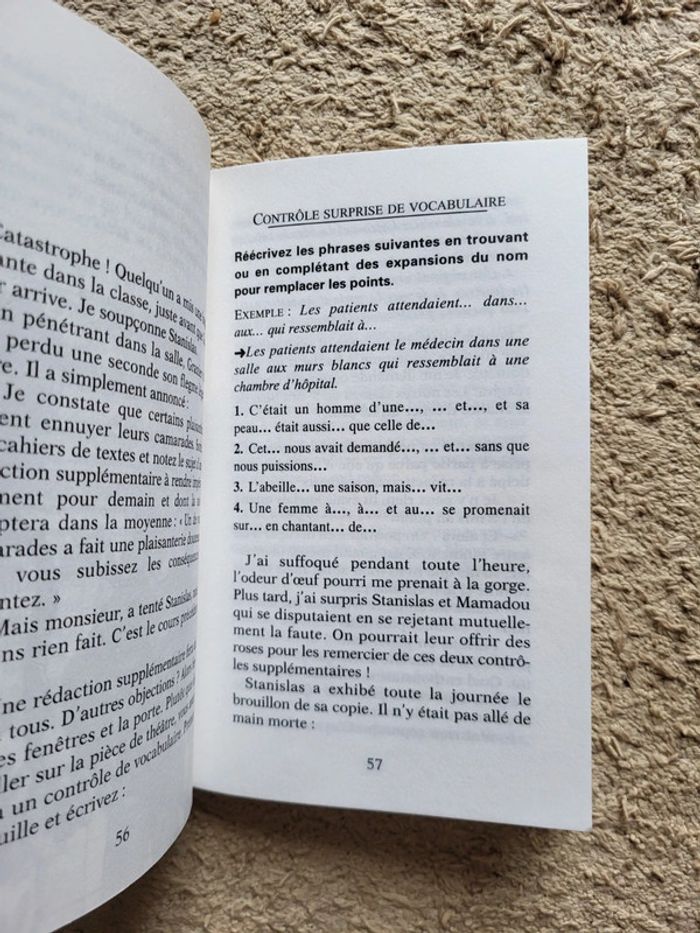 Catastrophe ! Quelqu'un a mis une
ante dans la classe, juste avant que
r arrive. Je soupçonne Stanislas.
n pénétrant dans la salle,
perdu une seconde son flegme
re. Il a simplement annoncé :
Je constate que certains
ent ennuyer leurs camarades.
cahiers de textes et notez le sujet d'
ction supplémentaire à rendre
ment pour demain et dont
ptera dans la moyenne : « Un de
arades a fait une plaisanterie
vous subissez les conséquences
ntez. »
Mais monsieur, a tenté Stanislas,
ns rien fait. C'est le cours
ne rédaction supplémentaire
tous. D'autres objections ?
es fenêtres et la porte. Plutôt que
ller sur la pièce de théâtre, vous
un contrôle de vocabulaire.
uille et écrivez :
56
CONTRÔLE SURPRISE DE VOCABULAIRE
Réécrivez les phrases suivantes en trouvant
ou en complétant des expansions du nom
pour remplacer les points.
EXEMPLE : Les patients attendaient... dans...
aux... qui ressemblait à...
➜Les patients attendaient le médecin dans une
salle aux murs blancs qui ressemblait à une
chambre d'hôpital.
1. C'était un homme d'une..., ... et..., et sa
peau... était aussi... que celle de...
2. Cet... nous avait demandé..., ... et... sans que
nous puissions...
3. L'abeille... une saison, mais... vit...
4. Une femme à..., à... et au... se promenait
sur... en chantant... de...
J'ai suffoqué pendant toute l'heure,
l'odeur d'œuf pourri me prenait à la gorge.
Plus tard, j'ai surpris Stanislas et Mamadou
qui se disputaient en se rejetant mutuelle-
ment la faute. On pourrait leur offrir des
roses pour les remercier de ces deux contrô-
les supplémentaires !
Stanislas a exhibé toute la journée le
brouillon de sa copie. Il n'y était pas allé de
main morte :
57